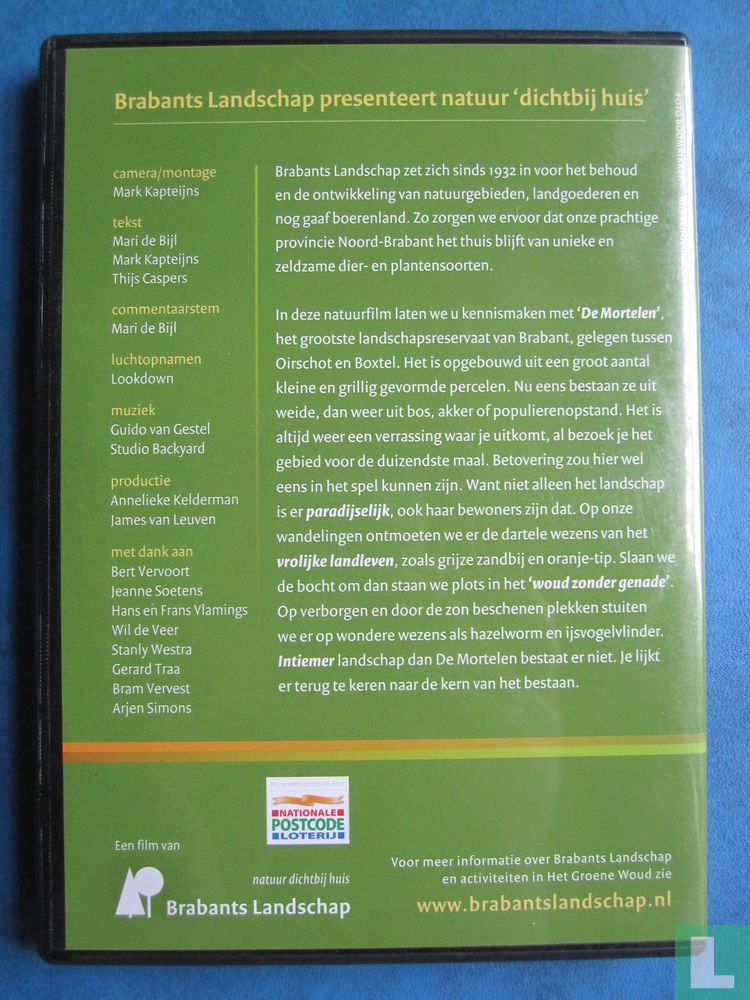 Brabants Landschap presenteert natuur ‘dichtbij huis’
camera/montage
Mark Kapteijns
tekst
Mari de Bijl
Mark Kapteijns
Thijs Caspers
commentaarstem
Mari de Bijl
luchtopnamen
Lookdown
muziek
Guido van Gestel
Studio Backyard
productie
Annelieke Kelderman
James van Leuven
met dank aan
Bert Vervoort
Jeanne Soetens
Hans en Frans Vlamings
Wil de Veer
Stanly Westra
Gerard Traa
Bram Vervest
Arjen Simons
Brabants Landschap zet zich sinds 1932 in voor het behoud
en de ontwikkeling van natuurgebieden, landgoederen en
nog gaaf boerenland. Zo zorgen we ervoor dat onze prachtige
provincie Noord-Brabant het thuis blijft van unieke en
zeldzame dier- en plantensoorten.
In deze natuurfilm laten we u kennismaken met ‘De Mortelen’,
het grootste landschapsreservaat van Brabant, gelegen tussen
Oirschot en Boxtel. Het is opgebouwd uit een groot aantal
kleine en grillig gevormde percelen. Nu eens bestaan ze uit
weide, dan weer uit bos, akker of populierenopstand. Het is
altijd weer een verrassing waar je uitkomt, al bezoek je het
gebied voor de duizendste maal. Betovering zou hier wel
eens in het spel kunnen zijn. Want niet alleen het landschap
is er paradijselijk, ook haar bewoners zijn dat. Op onze
wandelingen ontmoeten we er de dartele wezens van het
vrolijke landleven, zoals grijze zandbij en oranje-tip. Slaan we
de bocht om dan staan we plots in het ‘woud zonder genade’.
Op verborgen en door de zon beschenen plekken stuiten
we er op wondere wezens als hazelworm en ijsvogelvlinder.
Intiemer landschap dan De Mortelen bestaat er niet. Je lijkt
er terug te keren naar de kern van het bestaan.
Wij worden gesteund door
NATIONALE
POSTCODE
LOTERIJ
Een film van
natuur dichtbij huis
Brabants Landschap
Voor meer informatie over Brabants Landschap
en activiteiten in Het Groene Woud zie
www.brabantslandschap.nl
L